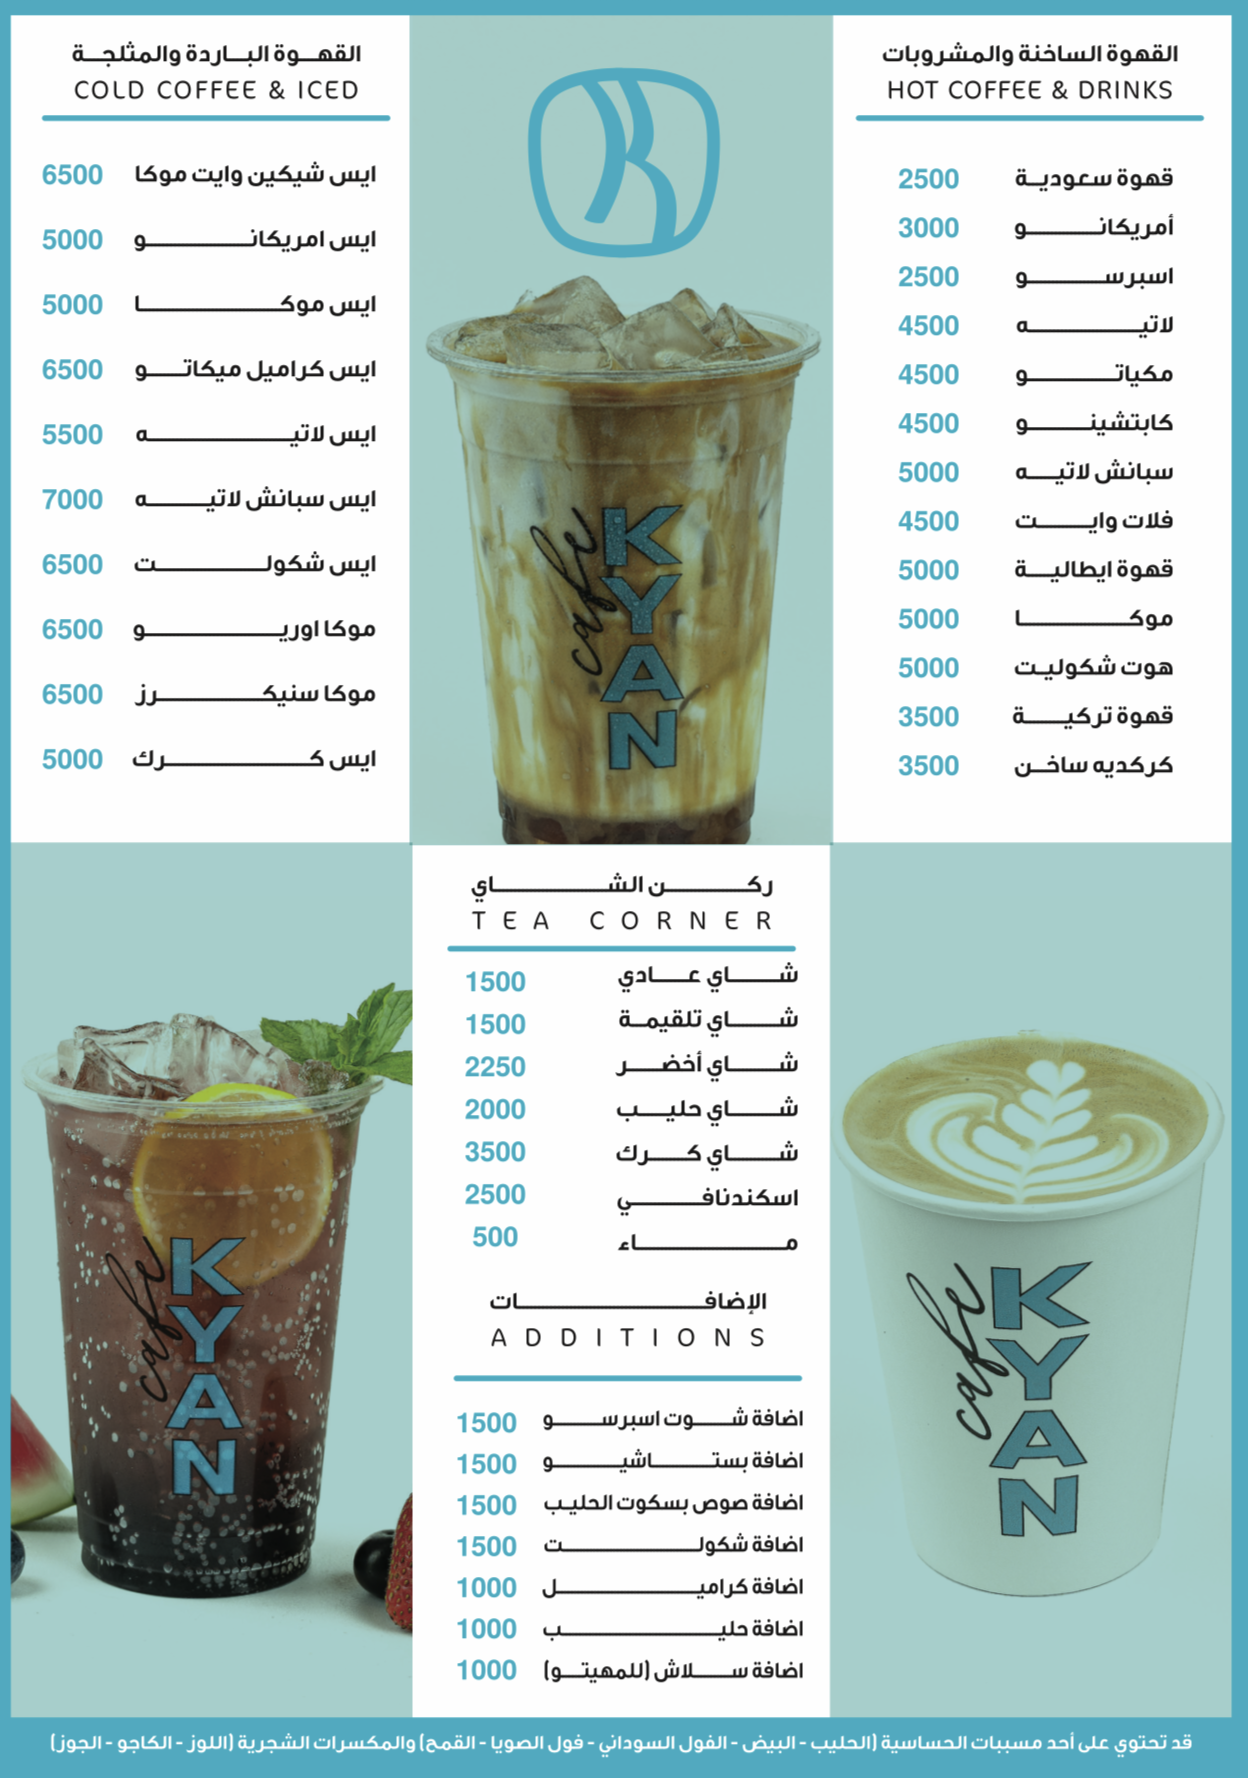 القهوة الساخنة والمشروبات
HOT COFFEE & DRINKS
قهوة سعودية 2500
أمريكانو 3000
اسبرسو 2500
لاتيه 4500
مكياتو 4500
كابتشينو 4500
سبانش لاتيه 5000
فلات وايت 4500
قهوة ايطالية 5000
موكا 5000
هوت شكوليت 5000
قهوة تركية 3500
كركديه ساخن 3500
القهوة الباردة والمثلجة
COLD COFFEE & ICED
ايس شيكين وايت موكا 6500
ايس امريكانو 5000
ايس موكا 5000
ايس كراميل ميكاتو 6500
ايس لاتيه 5500
ايس سبانش لاتيه 7000
ايس شكولت 6500
موكا اوريو 6500
موكا سنيكرز 6500
ايس كرك 5000
cafe KYAN
ركن الشاي
TEA CORNER
شاي عادي 1500
شاي تلقيمة 1500
شاي أخضر 2250
شاي حليب 2000
شاي كرك 3500
اسكندنافي 2500
ماء 500
الإضافات
ADDITIONS
اضافة شوت اسبرسو 1500
اضافة بستاشيو 1500
اضافة صوص بسكوت الحليب 1500
اضافة شكولت 1500
اضافة كراميل 1000
اضافة حليب 1000
اضافة سلاش (للمهيتو) 1000
cafe KYAN
cafe KYAN
قد تحتوي على أحد مسببات الحساسية (الحليب - البيض - الفول السوداني - فول الصويا - القمح) والمكسرات الشجرية (اللوز - الكاجو - الجوز)